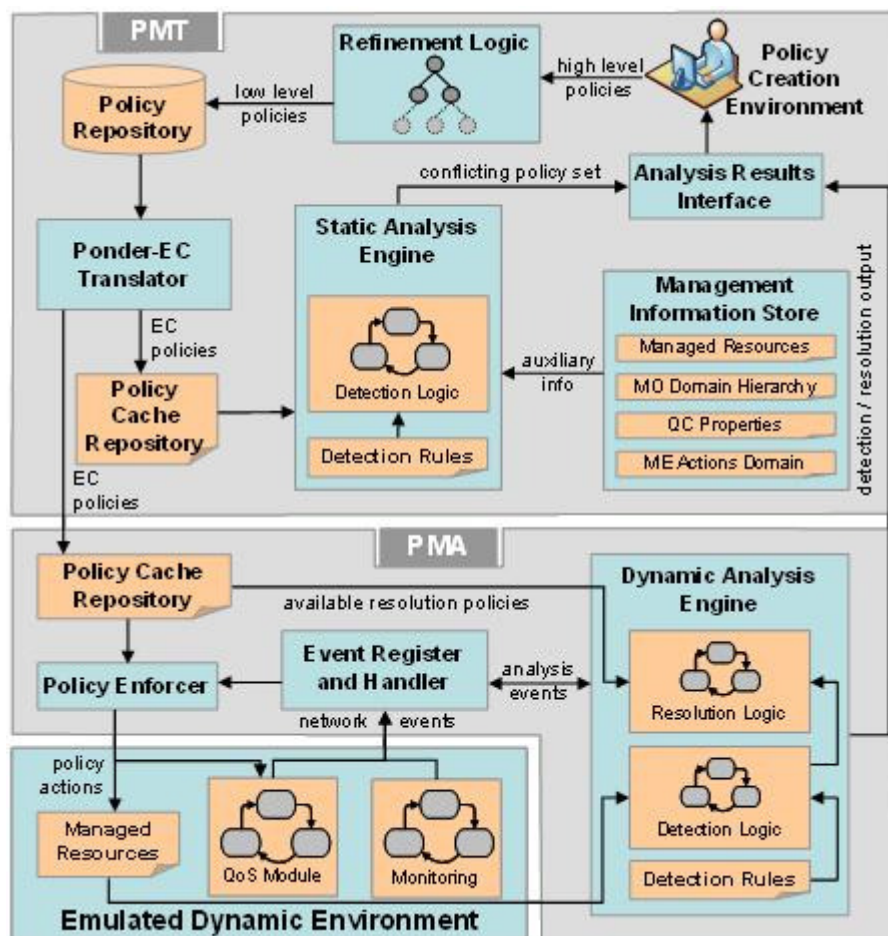 PMT
Refinement Logic
high level
policies
Policy
Creation
Environment
low level
policies
Policy
Repository
conflicting policy set
Analysis Results
Interface
Ponder-EC
Translator
Static Analysis
Engine
Detection Logic
Detection Rules
EC
policies
Policy
Cache
Repository
auxiliary
info
Management
Information Store
Managed Resources
MO Domain Hierarchy
QC Properties
ME Actions Domain
detection / resolution output
EC
policies
PMA
Policy Cache
Repository
available resolution policies
Dynamic Analysis
Engine
Event Register
and Handler
analysis
events
Policy Enforcer
Resolution Logic
network events
policy
actions
Managed
Resources
QoS Module
Monitoring
Detection Logic
Detection Rules
Emulated Dynamic Environment